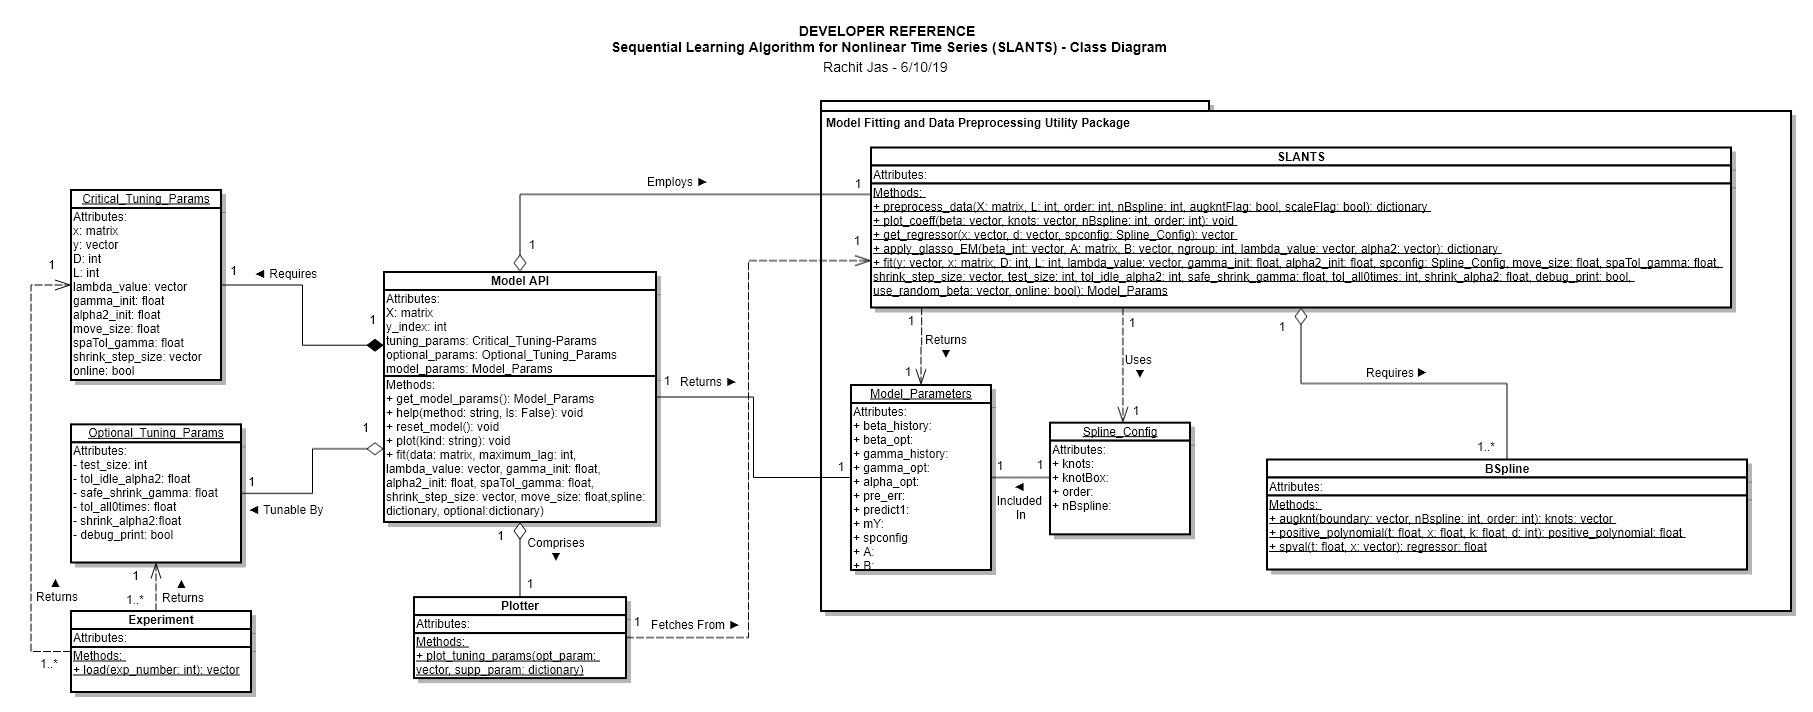 DEVELOPER REFERENCE
Sequential Learning Algorithm for Nonlinear Time Series (SLANTS) - Class Diagram
Rachit Jas - 6/10/19
Critical_Tuning_Params
Attributes:
x: matrix
y: vector
D: int
L: int
lambda_value: vector
gamma_init: float
alpha2_init: float
move_size: float
spaTol_gamma: float
shrink_step_size: vector
online: bool
1
1
◄ Requires
1
Optional_Tuning_Params
Attributes:
- test_size: int
- tol_idle_alpha2: float
- safe_shrink_gamma: float
- tol_all0times: float
- shrink_alpha2:float
- debug_print: bool
1
1
◄ Tunable By
1
▲
Returns
1..*
▲
Returns
1..*
Experiment
Attributes:
Methods:
+ load(exp_number: int): vector
Model API
Attributes:
X: matrix
y_index: int
tuning_params: Critical_Tuning-Params
optional_params: Optional_Tuning_Params
model_params: Model_Params
Methods:
+ get_model_params(): Model_Params
+ help(method: string, ls: False): void
+ reset_model(): void
+ plot(kind: string): void
+ fit(data: matrix, maximum_lag: int,
lambda_value: vector, gamma_init: float,
alpha2_init: float, spaTol_gamma: float,
shrink_step_size: vector, move_size: float,spline:
dictionary, optional:dictionary)
1
Employs ►
1
1
Returns ►
1
1
Comprises
▼
1
Plotter
Attributes:
Methods:
+ plot_tuning_params(opt_param:
vector, supp_param: dictionary)
1
Fetches From ►
1
Model Fitting and Data Preprocessing Utility Package
SLANTS
Attributes:
Methods:
+ preprocess_data(X: matrix, L: int, order: int, nBspline: int, augkntFlag: bool, scaleFlag: bool): dictionary
+ plot_coeff(beta: vector, knots: vector, nBspline: int, order: int): void
+ get_regressor(x: vector, d: vector, spconfig: Spline_Config): vector
+ apply_glasso_EM(beta_int: vector, A: matrix, B: vector, ngroup: int, lambda_value: vector, alpha2: vector): dictionary
+ fit(y: vector, x: matrix, D: int, L: int, lambda_value: vector, gamma_init: float, alpha2_init: float, spconfig: Spline_Config, move_size: float, spaTol_gamma: float,
shrink_step_size: vector, test_size: int, tol_idle_alpha2: int, safe_shrink_gamma: float, tol_all0times: int, shrink_alpha2: float, debug_print: bool,
use_random_beta: vector, online: bool): Model_Params
1
Returns
▼
1
1
Uses
▼
1
1
Requires ►
1..*
Model_Parameters
Attributes:
+ beta_history:
+ beta_opt:
+ gamma_history:
+ gamma_opt:
+ alpha_opt:
+ pre_err:
+ predict1:
+ mY:
+ spconfig
+ A:
+ B:
1
1
◄
Included
In
Spline_Config
Attributes:
+ knots:
+ knotBox:
+ order:
+ nBspline:
BSpline
Attributes:
Methods:
+ augknt(boundary: vector, nBspline: int, order: int): knots: vector
+ positive_polynomial(t: float, x: float, k: float, d: int): positive_polynomial: float
+ spval(t: float, x: vector): regressor: float